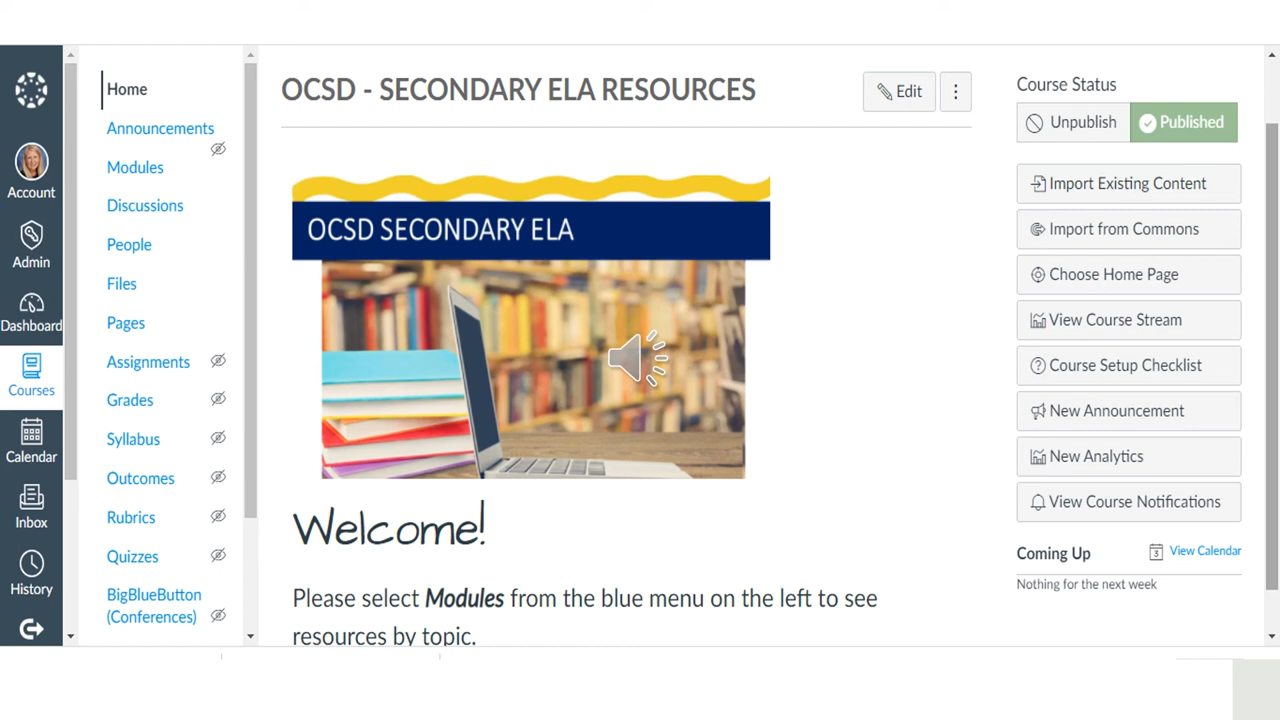 Account
Admin
Dashboard
Courses
Calendar
Inbox
History
Home
Announcements
Modules
Discussions
People
Files
Pages
Assignments
Grades
Syllabus
Outcomes
Rubrics
Quizzes
BigBlueButton
(Conferences)
OCSD - SECONDARY ELA RESOURCES
Edit
OCSD SECONDARY ELA
Welcome!
Please select Modules from the blue menu on the left to see
resources by topic.
Course Status
Unpublish
Published
Import Existing Content
Import from Commons
Choose Home Page
View Course Stream
Course Setup Checklist
New Announcement
New Analytics
View Course Notifications
Coming Up
3
View Calendar
Nothing for the next week